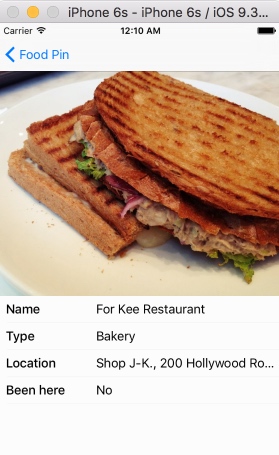 iPhone 6s - iPhone 6s / iOS 9.3...
Carrier 12:10 AM
Food Pin
Name For Kee Restaurant
Type Bakery
Location Shop J-K., 200 Hollywood Ro...
Been here No